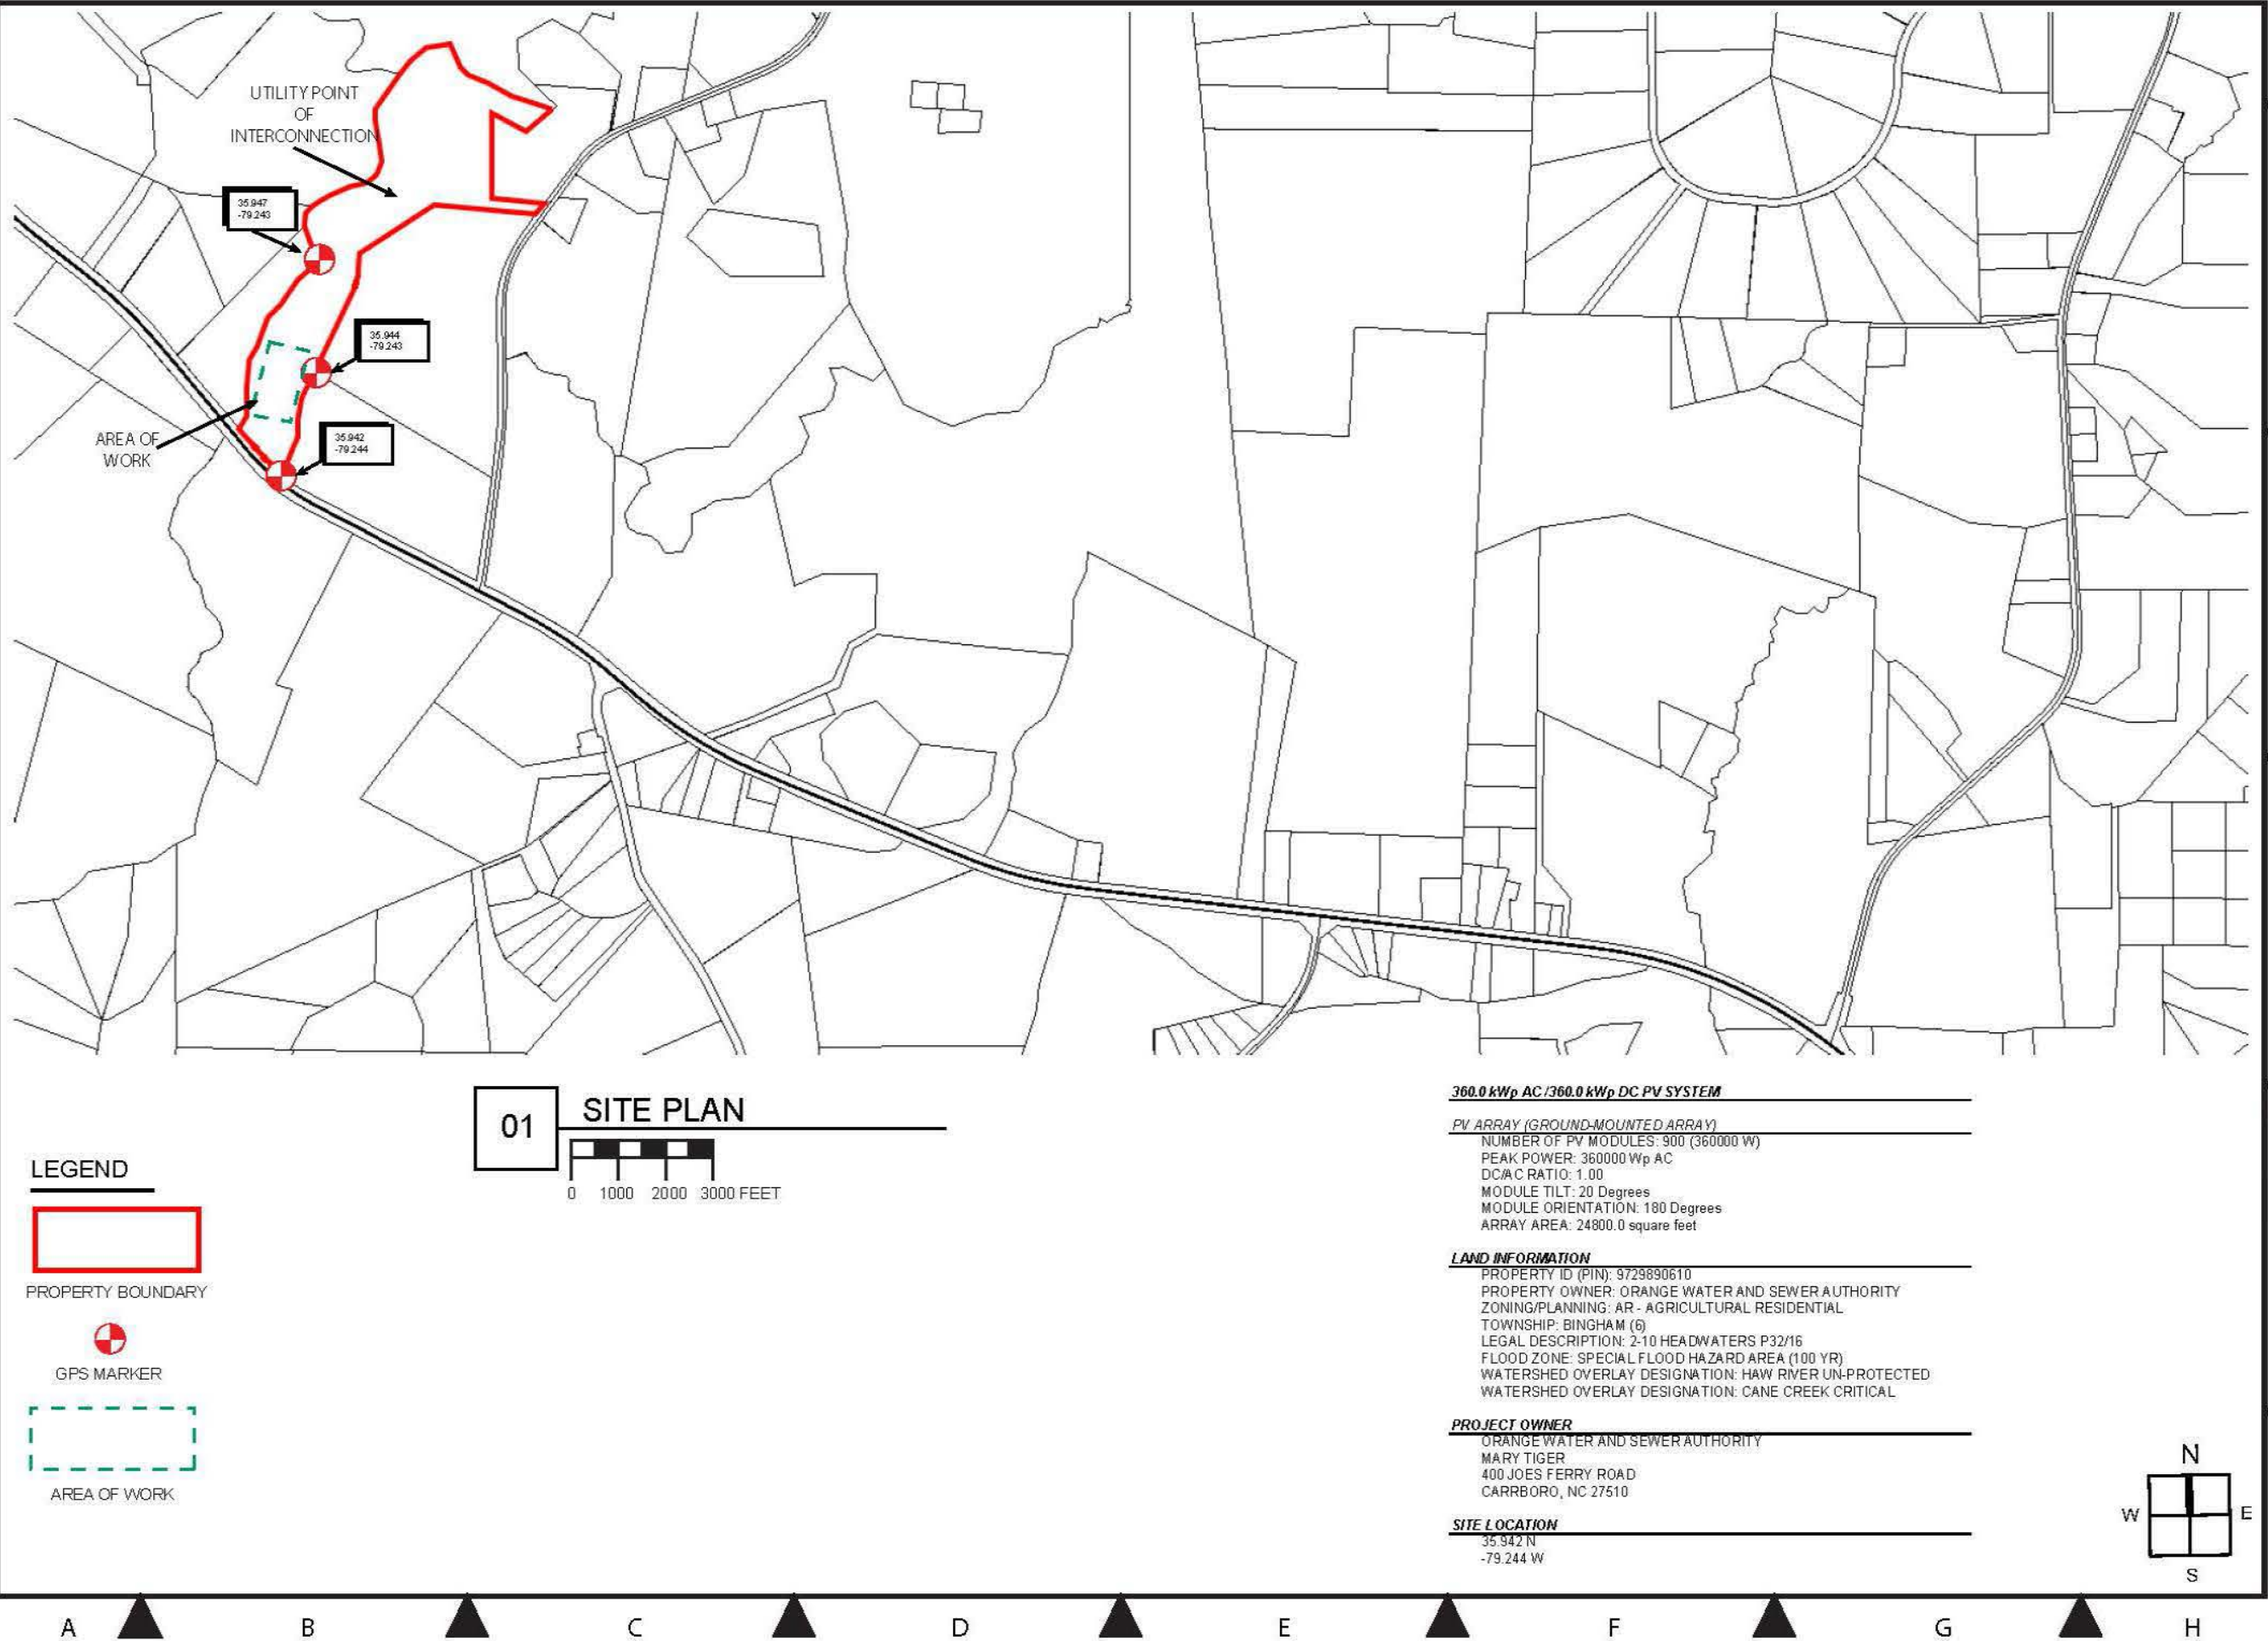 UTILITY POINT
OF
INTERCONNECTION
35.947
-79.243
35.944
-79.243
35.942
-79.244
AREA OF
WORK
01
SITE PLAN
0 1000 2000 3000 FEET
LEGEND
PROPERTY BOUNDARY
GPS MARKER
AREA OF WORK
360.0 kWp AC/360.0 kWp DC PV SYSTEM
PV ARRAY (GROUND-MOUNTED ARRAY)
NUMBER OF PV MODULES: 900 (360000 W)
PEAK POWER: 360000 Wp AC
DC/AC RATIO: 1.00
MODULE TILT: 20 Degrees
MODULE ORIENTATION: 180 Degrees
ARRAY AREA: 24800.0 square feet
LAND INFORMATION
PROPERTY ID (PIN): 9729890610
PROPERTY OWNER: ORANGE WATER AND SEWER AUTHORITY
ZONING/PLANNING: AR - AGRICULTURAL RESIDENTIAL
TOWNSHIP: BINGHAM (6)
LEGAL DESCRIPTION: 2-10 HEADWATERS P32/16
FLOOD ZONE: SPECIAL FLOOD HAZARD AREA (100 YR)
WATERSHED OVERLAY DESIGNATION: HAW RIVER UN-PROTECTED
WATERSHED OVERLAY DESIGNATION: CANE CREEK CRITICAL
PROJECT OWNER
ORANGE WATER AND SEWER AUTHORITY
MARY TIGER
400 JOES FERRY ROAD
CARRBORO, NC 27510
SITE LOCATION
35.942 N
-79.244 W
N
W E
S
A B C D E F G H